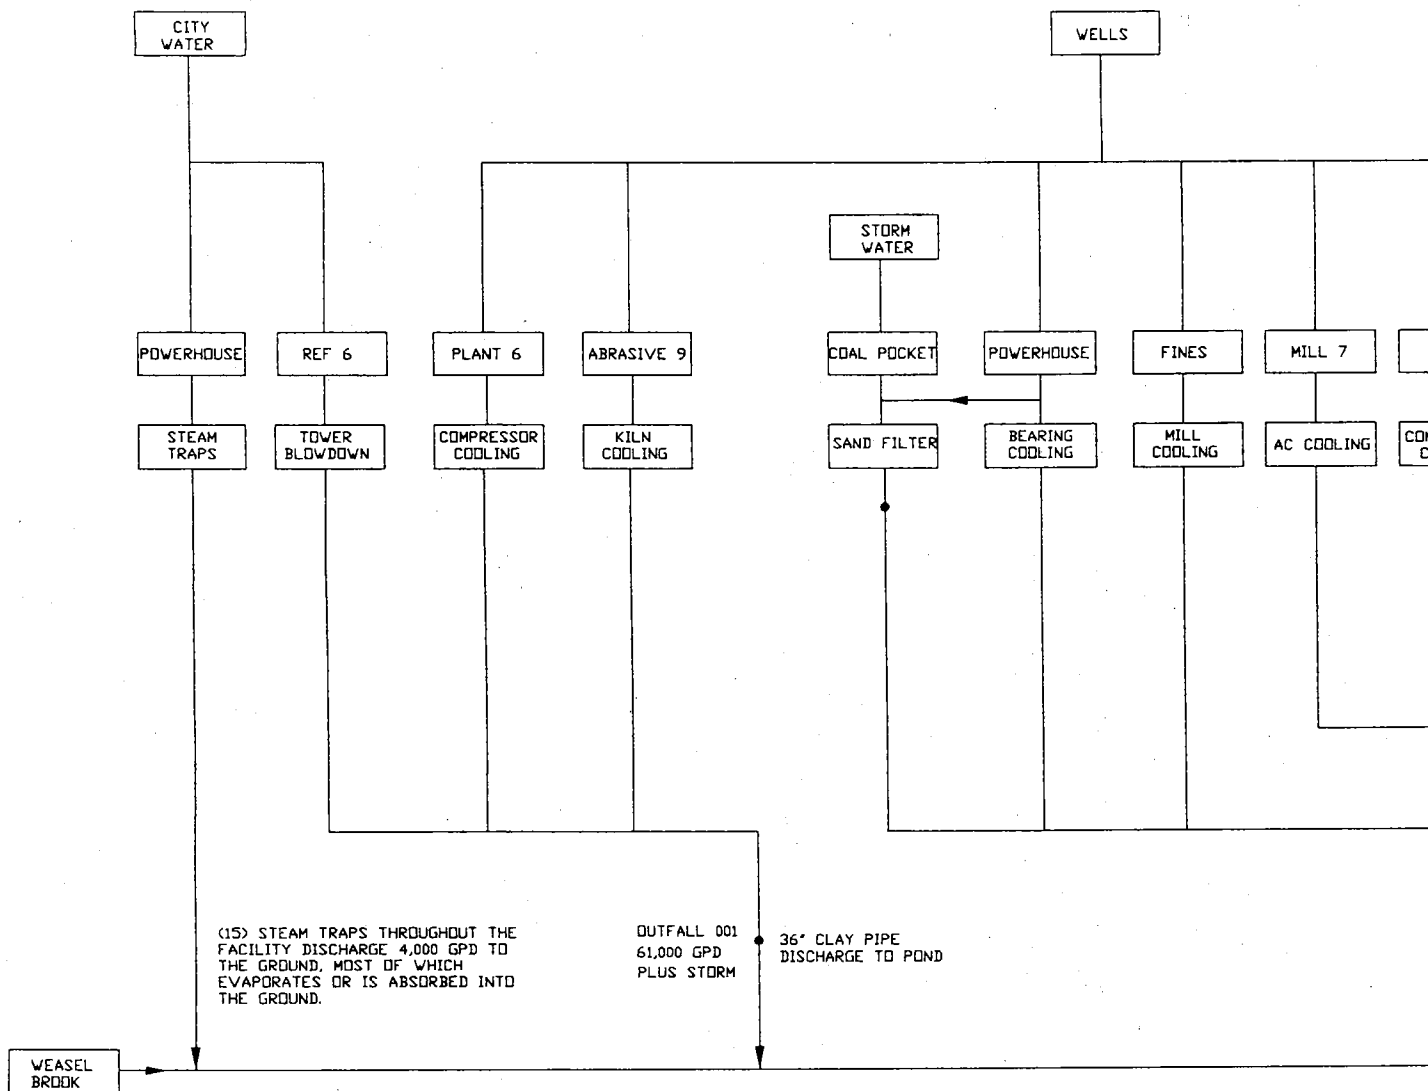 CITY
WATER
WELLS
STORM
WATER
POWERHOUSE
REF 6
PLANT 6
ABRASIVE 9
COAL POCKET
POWERHOUSE
FINES
MILL 7
STEAM
TRAPS
TOWER
BLOWDOWN
COMPRESSOR
COOLING
KILN
COOLING
SAND FILTER
BEARING
COOLING
MILL
COOLING
AC COOLING
(15) STEAM TRAPS THROUGHOUT THE
FACILITY DISCHARGE 4,000 GPD TO
THE GROUND, MOST OF WHICH
EVAPORATES OR IS ABSORBED INTO
THE GROUND.
OUTFALL 001
61,000 GPD
PLUS STORM
36" CLAY PIPE
DISCHARGE TO POND
WEASEL
BROOK